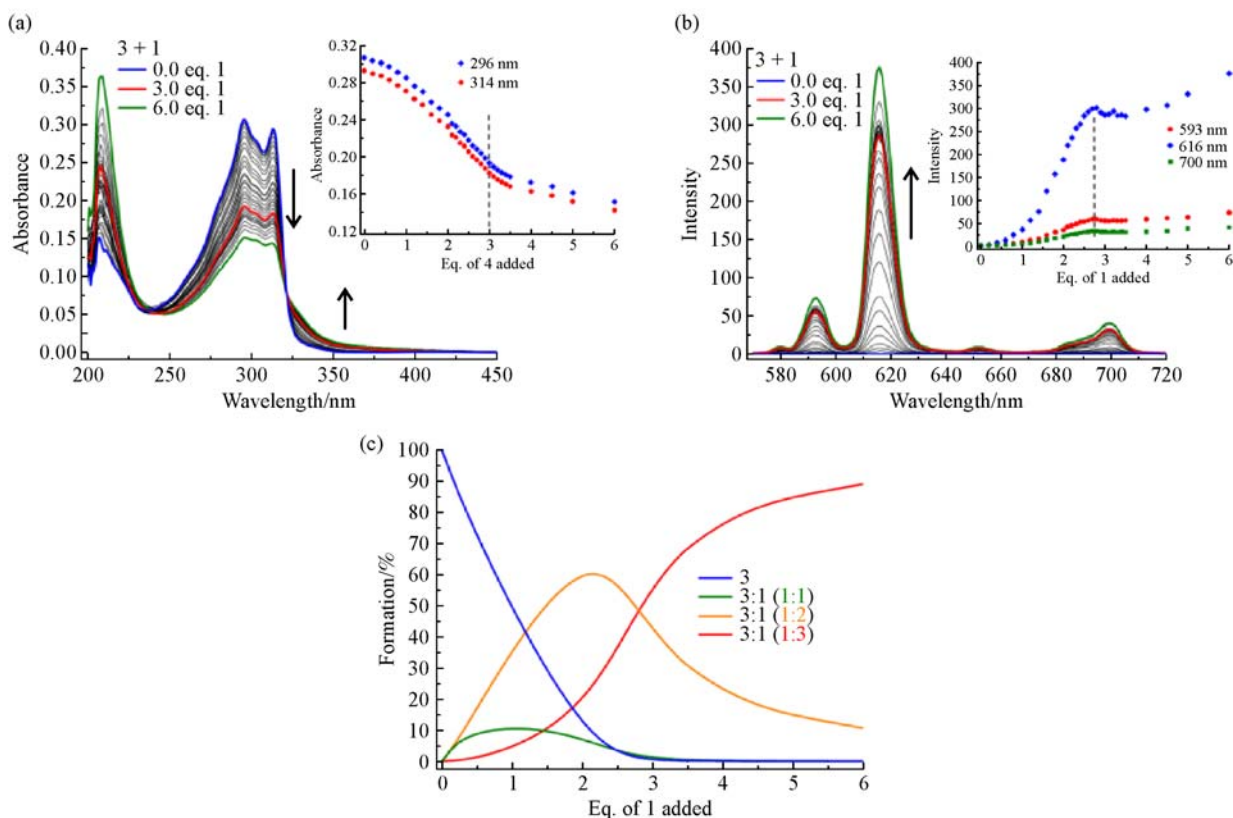 (a)
3 + 1
0.0 eq. 1
3.0 eq. 1
6.0 eq. 1
0.40
0.35
0.30
0.25
0.20
0.15
0.10
0.05
0.00
Absorbance
200 250 300 350 400 450
Wavelength/nm
0.32
0.28
0.24
0.20
0.16
0.12
Absorbance
296 nm
314 nm
0 1 2 3 4 5 6
Eq. of 4 added
(b)
3 + 1
0.0 eq. 1
3.0 eq. 1
6.0 eq. 1
400
350
300
250
200
150
100
50
0
Intensity
580 600 620 640 660 680 700 720
Wavelength/nm
400
350
300
250
200
150
100
50
0
Intensity
593 nm
616 nm
700 nm
0 1 2 3 4 5 6
Eq. of 1 added
(c)
100
90
80
70
60
50
40
30
20
10
0
Formation/%
3
3:1 (1:1)
3:1 (1:2)
3:1 (1:3)
0 1 2 3 4 5 6
Eq. of 1 added